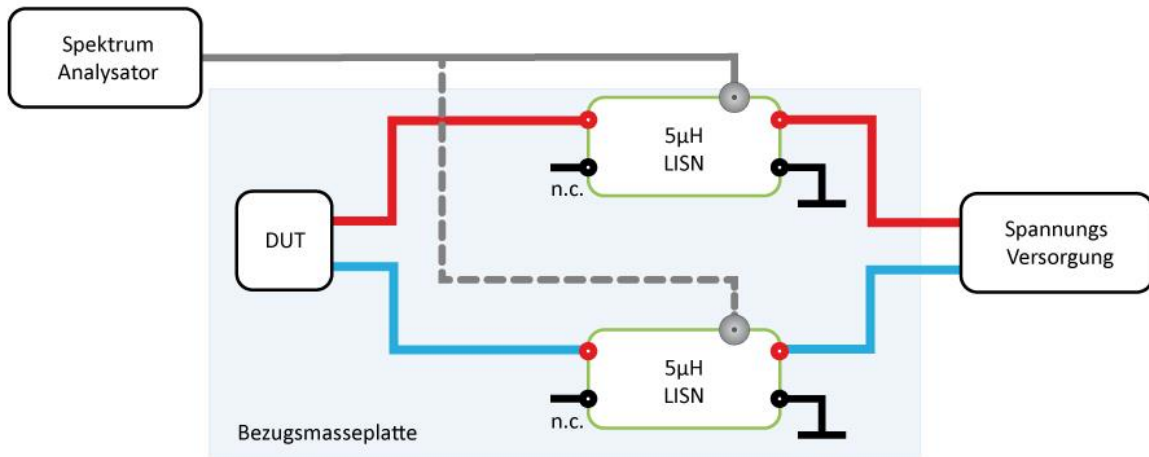 Spektrum
Analysator
5µH
LISN
n.c.
DUT
Spannungs
Versorgung
5µH
LISN
n.c.
Bezugsmasseplatte